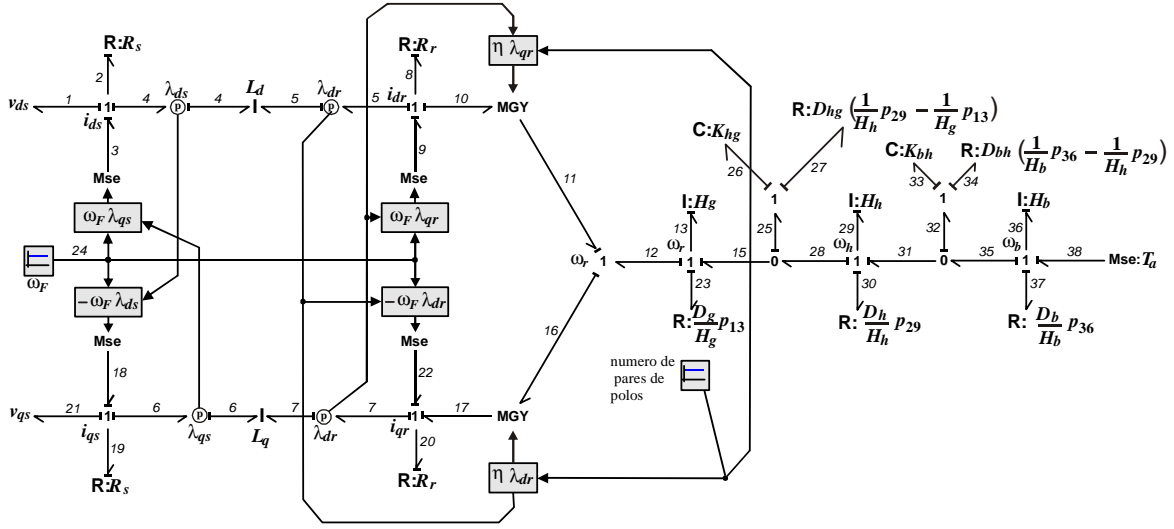 R:Rs
2
vds
1
1
4
λds
p
4
Ld
5
λdr
p
5
R:Rr
8
idr
1
10
MGY
η λqr
ids
3
Mse
ωF λqs
24
ωF
−ωF λds
Mse
18
vqs
21
1
6
p
6
Lq
7
p
7
1
17
MGY
iqs
λqs
λdr
iqr
19
R:Rs
20
R:Rr
η λdr
9
Mse
ωF λqr
−ωF λdr
Mse
22
11
ωr 1
16
12
ωr
1
I:Hg
13
23
R: Dg/Hg p13
15
0
25
1
C:Khg
26
R:Dhg (1/Hh p29 − 1/Hg p13)
27
28
ωh
1
I:Hh
29
30
R: Dh/Hh p29
31
0
32
1
C:Kbh
33
R:Dbh (1/Hb p36 − 1/Hh p29)
34
35
ωb
1
I:Hb
36
37
R: Db/Hb p36
38
Mse:Ta
numero de
pares de
polos